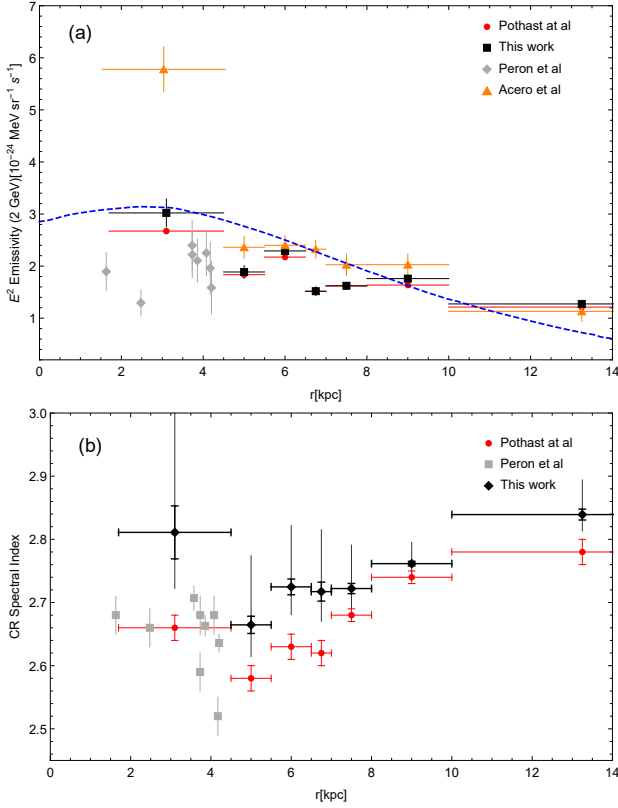 (a)
Pothast at al
This work
Peron et al
Acero et al
E² Emissivity (2 GeV)[10⁻²⁴ MeV sr⁻¹ s⁻¹]
7
6
5
4
3
2
1
0 2 4 6 8 10 12 14
r[kpc]
(b)
Pothast at al
Peron et al
This work
CR Spectral Index
3.0
2.9
2.8
2.7
2.6
2.5
0 2 4 6 8 10 12 14
r[kpc]